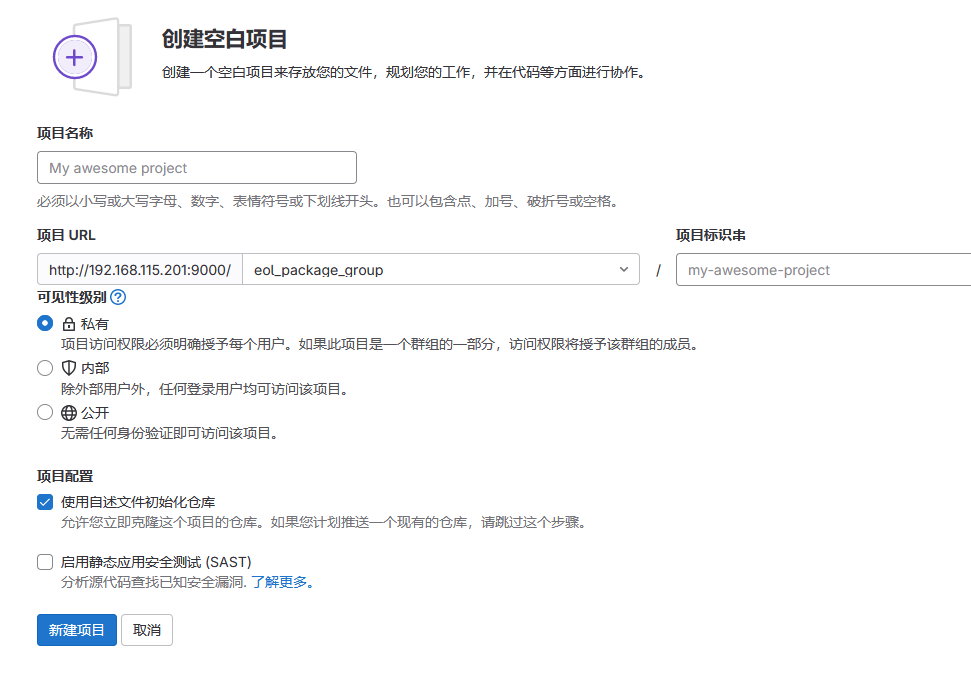 创建空白项目
创建一个空白项目来存放您的文件，规划您的工作，并在代码等方面进行协作。
项目名称
My awesome project
必须以小写或大写字母、数字、表情符号或下划线开头。也可以包含点、加号、破折号或空格。
项目 URL
项目标识串
http://192.168.115.201:9000/ eol_package_group / my-awesome-project
可见性级别
私有
项目访问权限必须明确授予每个用户。如果此项目是一个群组的一部分，访问权限将授予该群组的成员。
内部
除外部用户外，任何登录用户均可访问该项目。
公开
无需任何身份验证即可访问该项目。
项目配置
使用自述文件初始化仓库
允许您立即克隆这个项目的仓库。如果您计划推送一个现有的仓库，请跳过这个步骤。
启用静态应用安全测试 (SAST)
分析源代码查找已知安全漏洞. 了解更多。
新建项目 取消